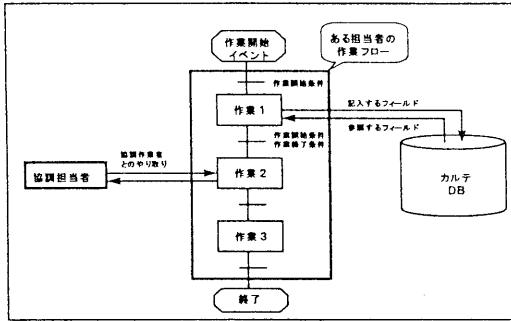 ある担当者の
作業フロー
作業開始
イベント
作業開始条件
作業1
記入するフィールド
参照するフィールド
作業開始条件
作業終了条件
協調作業者
とのやり取り
協調担当者
作業2
カルテ
DB
作業3
終了